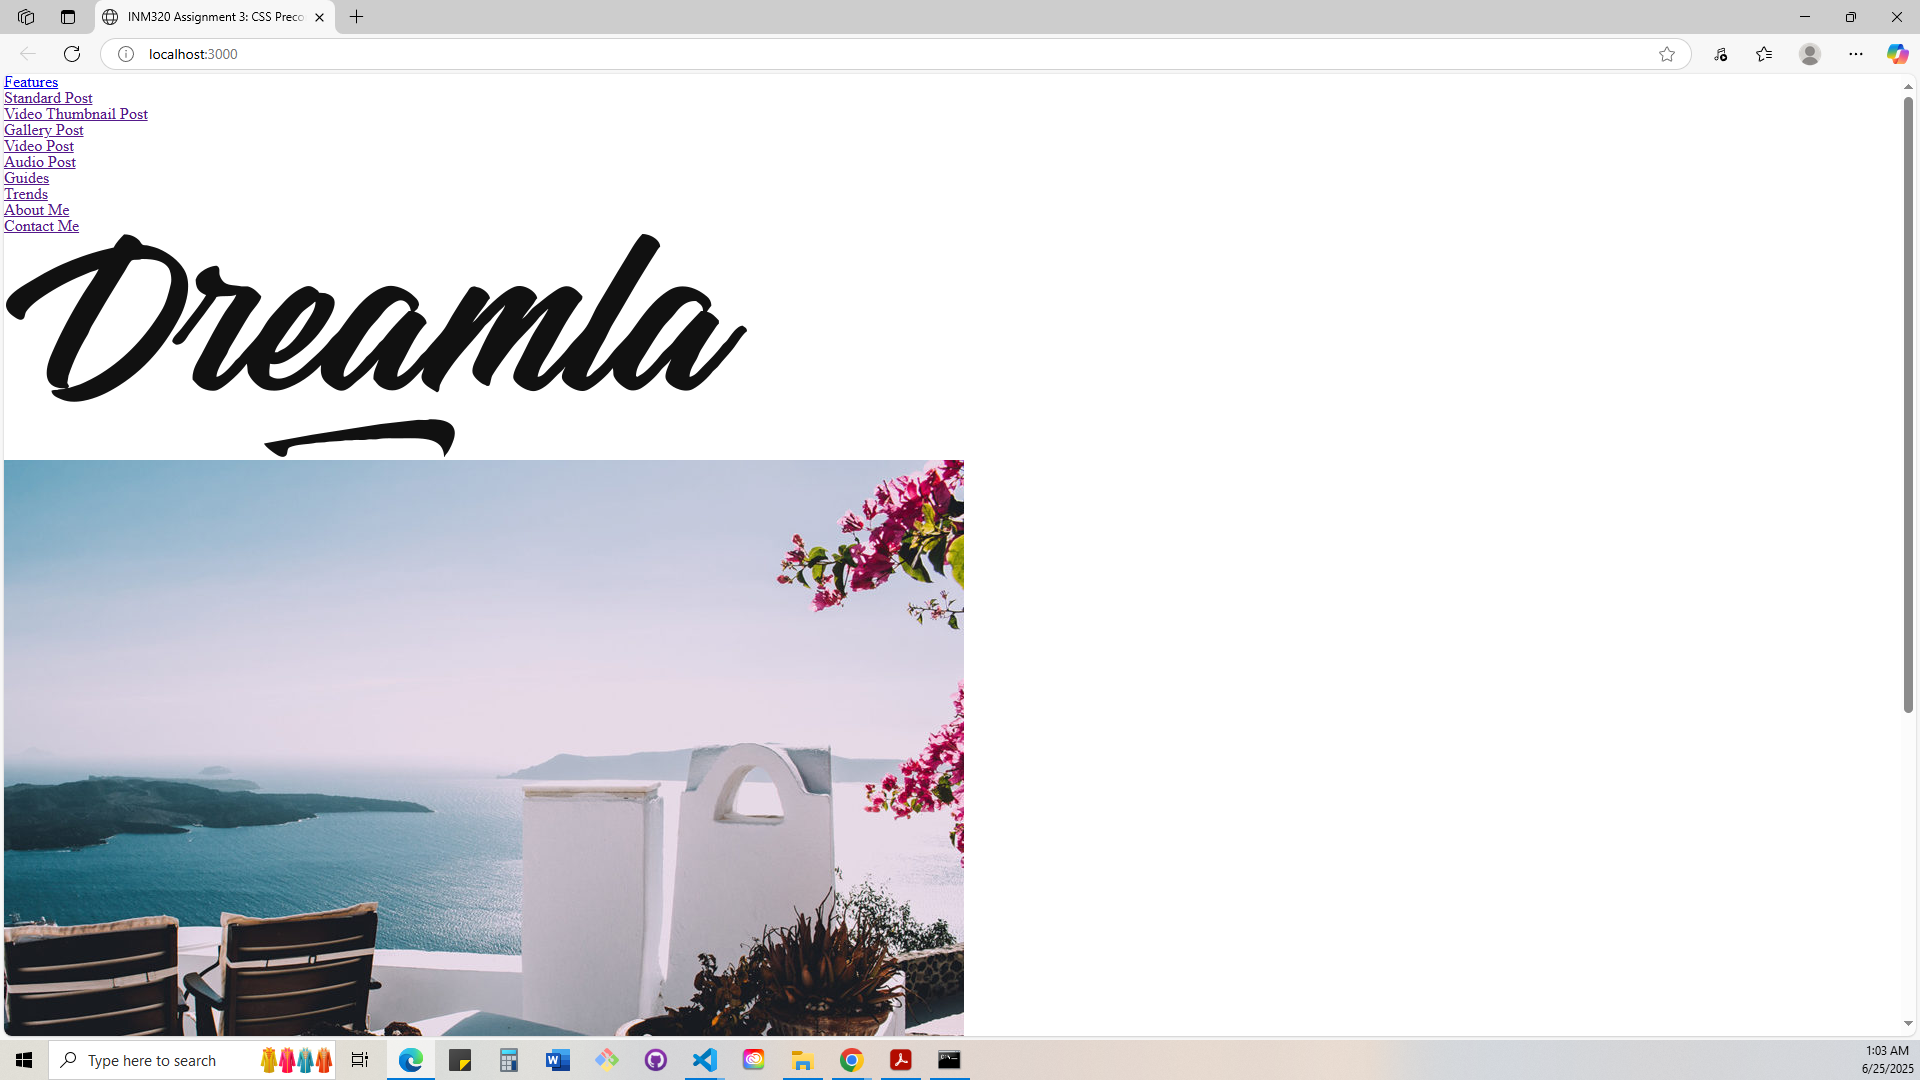 INM320 Assignment 3: CSS Preco
localhost:3000
Features
Standard Post
Video Thumbnail Post
Gallery Post
Video Post
Audio Post
Guides
Trends
About Me
Contact Me
Dreamla
Type here to search
1:03 AM
6/25/2025